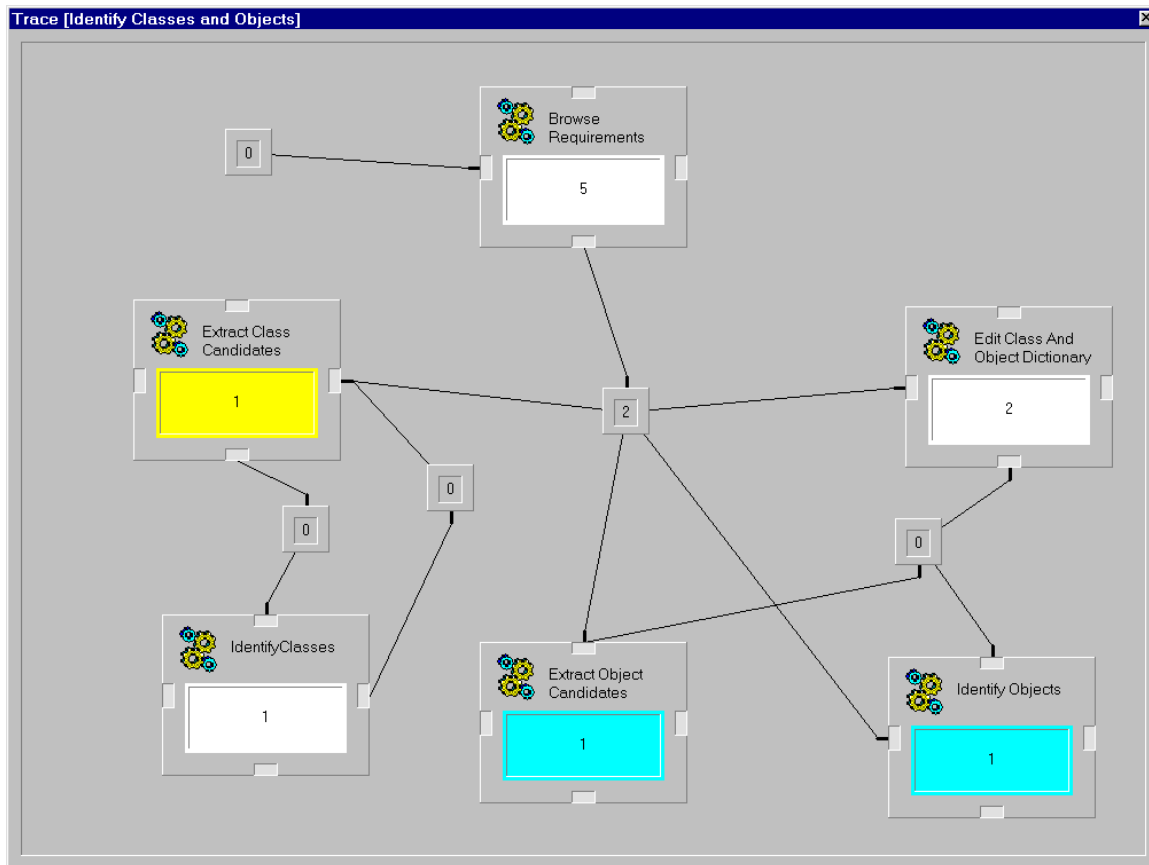 Trace [Identify Classes and Objects]
Browse
Requirements
0
5
Extract Class
Candidates
1
Edit Class And
Object Dictionary
2
2
0
0
0
IdentifyClasses
1
Extract Object
Candidates
1
Identify Objects
1